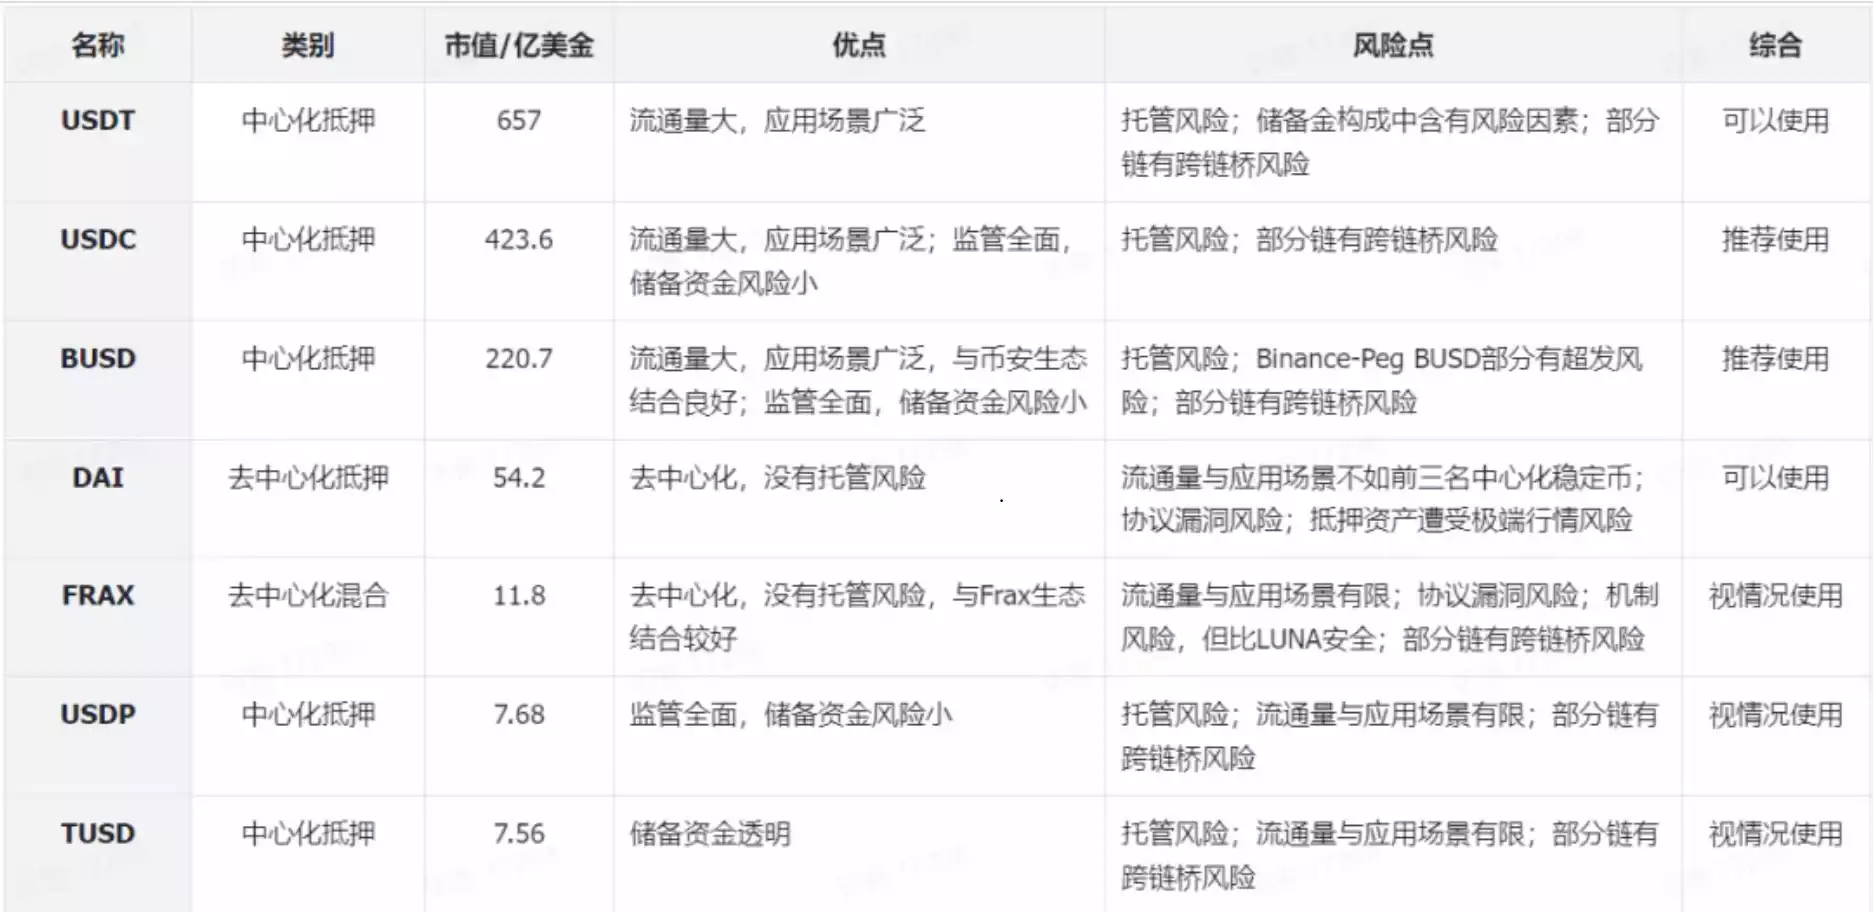 名称 类别 市值/亿美金 优点 风险点 综合
USDT 中心化抵押 657 流通量大，应用场景广泛 托管风险；储备金构成中含有风险因素；部分 可以使用
链有跨链桥风险
USDC 中心化抵押 423.6 流通量大，应用场景广泛；监管全面， 托管风险；部分链有跨链桥风险 推荐使用
储备资金风险小
BUSD 中心化抵押 220.7 流通量大，应用场景广泛，与币安生态 托管风险；Binance-Peg BUSD部分有超发风 推荐使用
结合良好；监管全面，储备资金风险小 险；部分链有跨链桥风险
DAI 去中心化抵押 54.2 去中心化，没有托管风险 流通量与应用场景不如前三名中心化稳定币； 可以使用
协议漏洞风险；抵押资产遭受极端行情风险
FRAX 去中心化混合 11.8 去中心化，没有托管风险，与Frax生态 流通量与应用场景有限；协议漏洞风险；机制 视情况使用
结合较好 风险，但比LUNA安全；部分链有跨链桥风险
USDP 中心化抵押 7.68 监管全面，储备资金风险小 托管风险；流通量与应用场景有限；部分链有 视情况使用
跨链桥风险
TUSD 中心化抵押 7.56 储备资金透明 托管风险；流通量与应用场景有限；部分链有 视情况使用
跨链桥风险